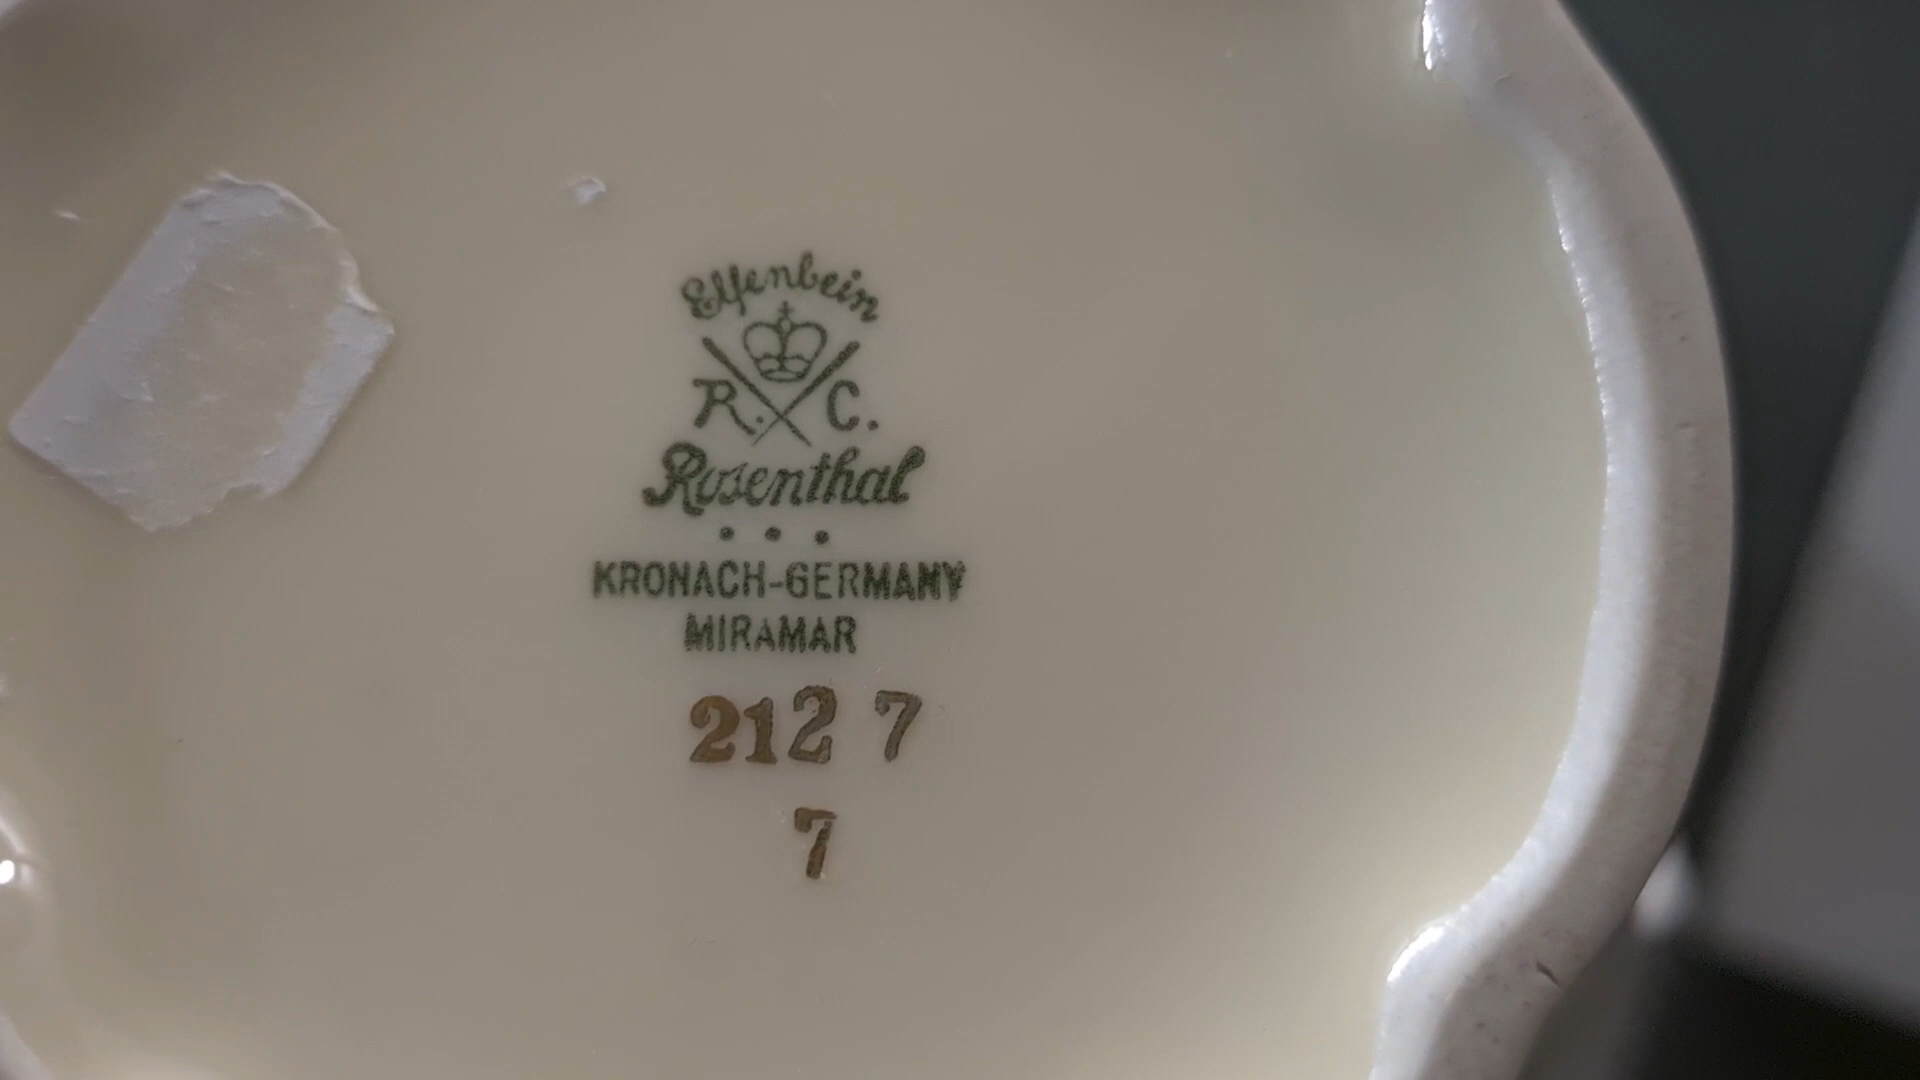 Elfenbein
R. C.
Rosenthal
• • •
KRONACH-GERMANY
MIRAMAR
212 7
7